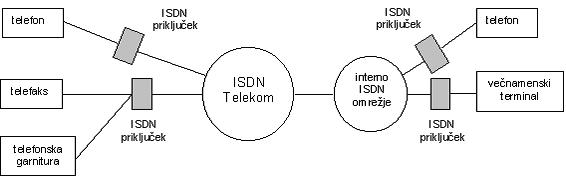 telefon
ISDN
priključek
telefaks
ISDN
priključek
telefonska
garnitura
ISDN
Telekom
interno
ISDN
omrežje
ISDN
priključek
telefon
večnamenski
terminal
ISDN
priključek